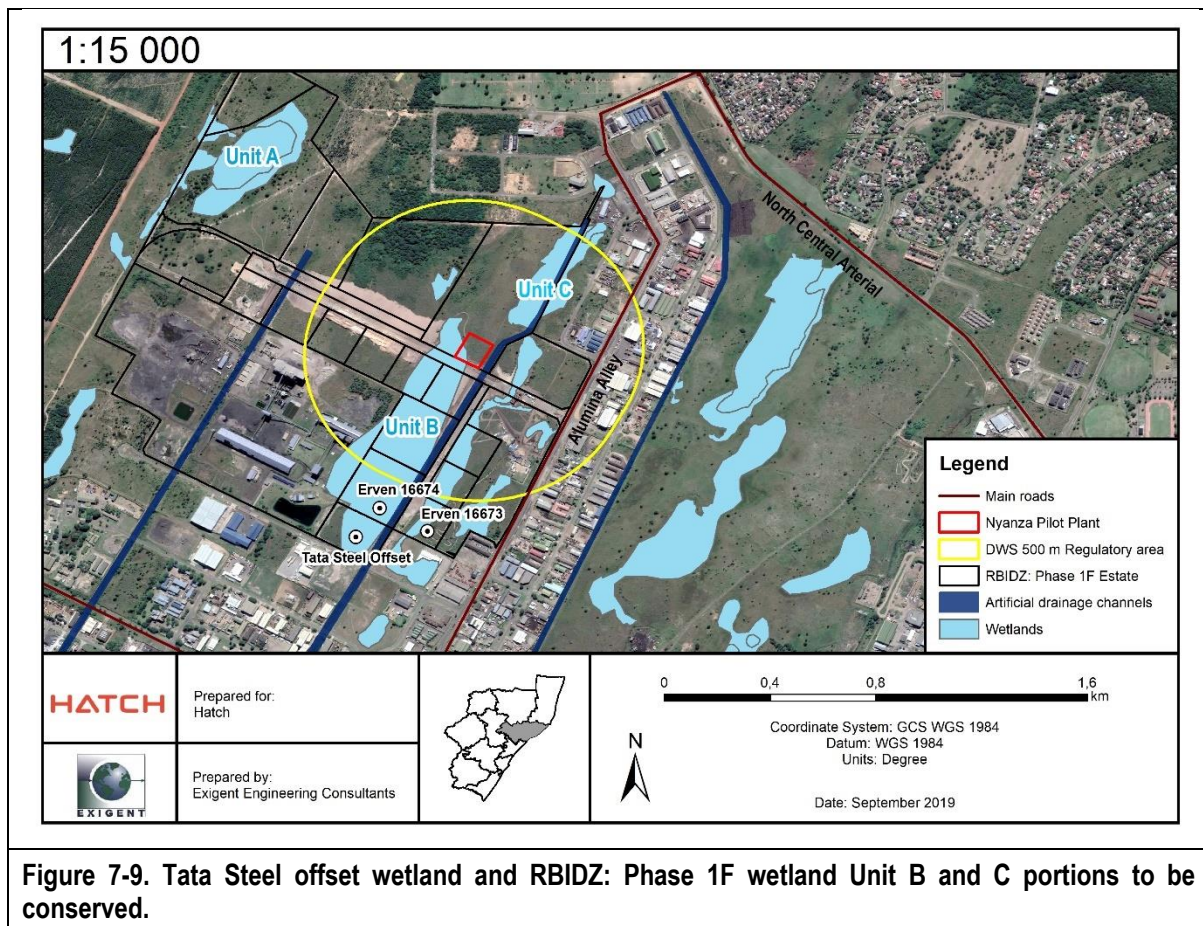 1:15 000
Unit A
Unit C
North Central Arterial
Alumina Alley
Unit B
Erven 16674
Erven 16673
Tata Steel Offset
Legend
Main roads
Nyanza Pilot Plant
DWS 500 m Regulatory area
RBIDZ: Phase 1F Estate
Artificial drainage channels
Wetlands
HATCH
Prepared for:
Hatch
EXIGENT
Prepared by:
Exigent Engineering Consultants
N
0 0,4 0,8 1,6
km
Coordinate System: GCS WGS 1984
Datum: WGS 1984
Units: Degree
Date: September 2019
Figure 7-9. Tata Steel offset wetland and RBIDZ: Phase 1F wetland Unit B and C portions to be
conserved.